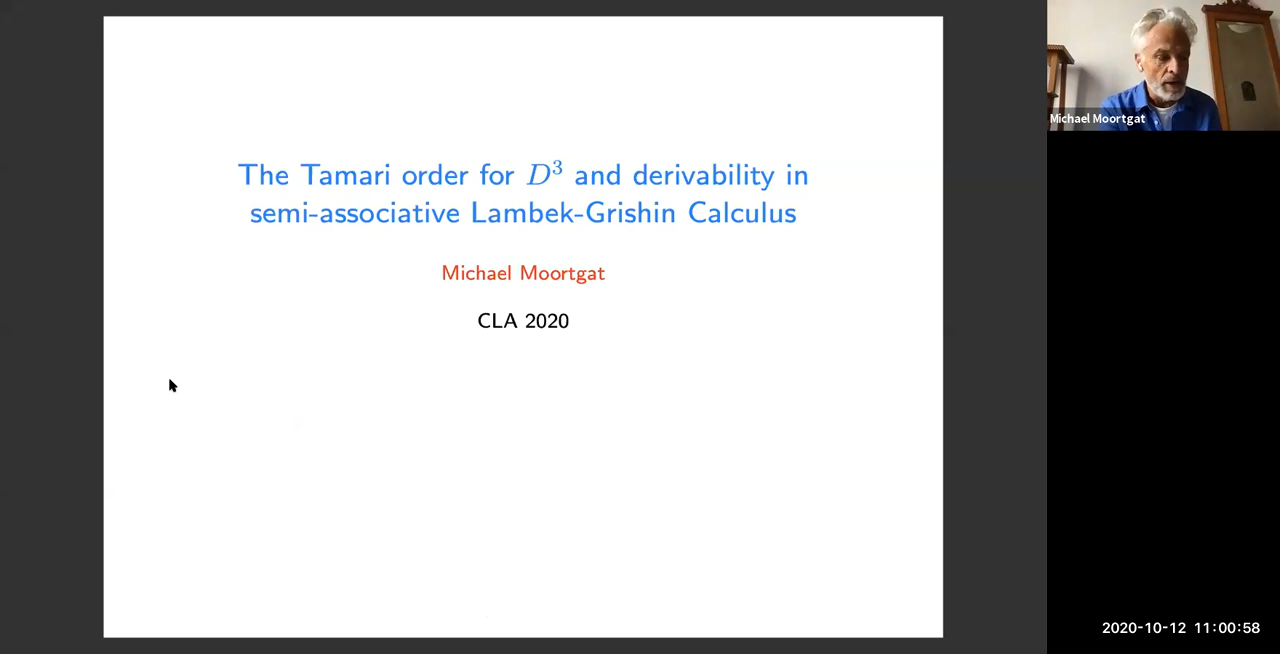 The Tamari order for D³ and derivability in
semi-associative Lambek-Grishin Calculus
Michael Moortgat
CLA 2020
Michael Moortgat
2020-10-12 11:00:58